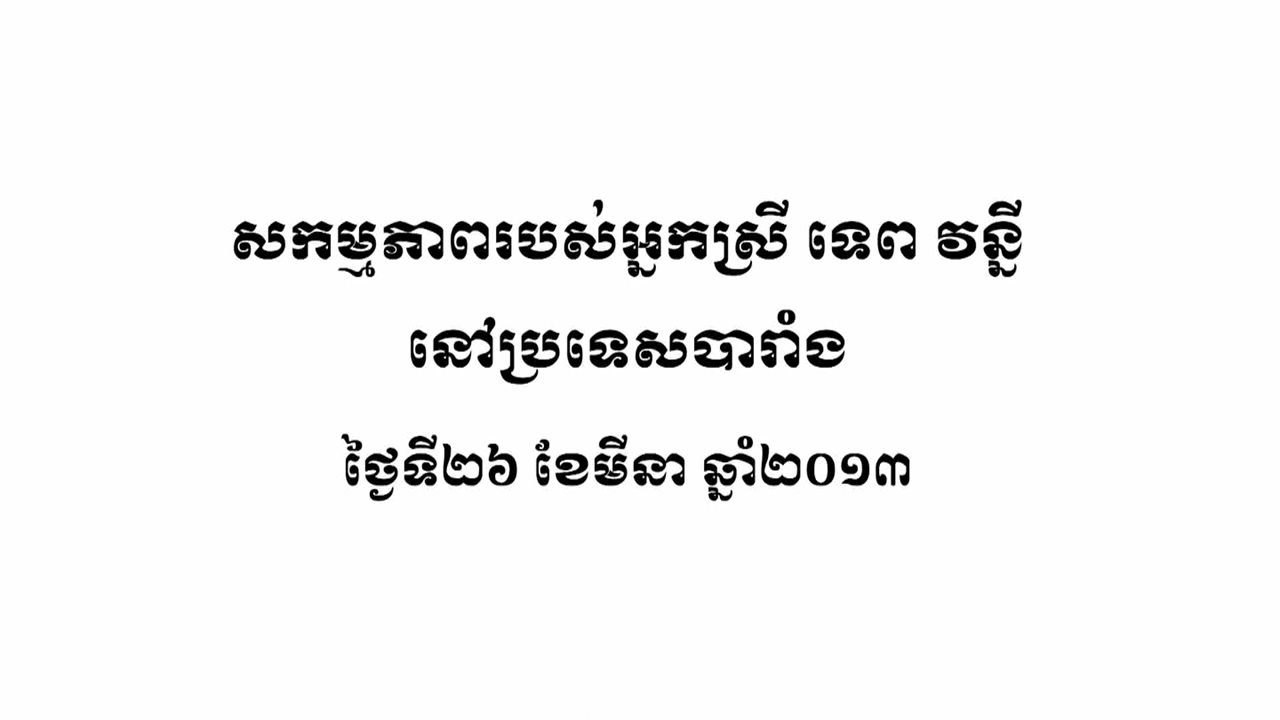 សកម្មភាពរបស់អ្នកស្រី ទេព វន្នី
នៅប្រទេសបារាំង
ថ្ងៃទី២៦ ខែមីនា ឆ្នាំ២០១៣